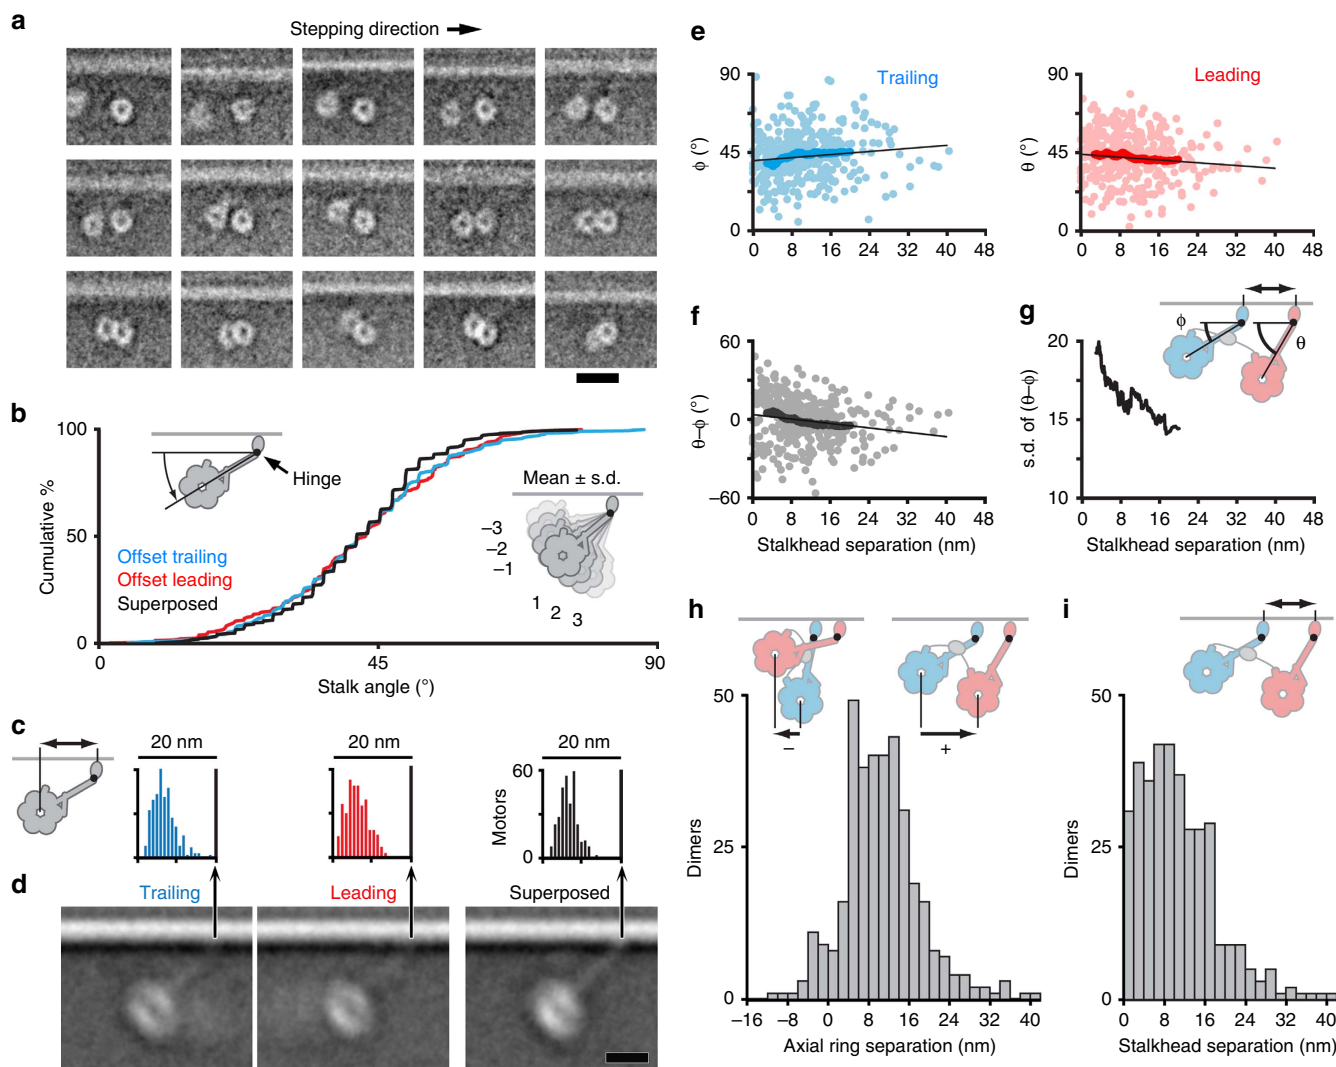 a
Stepping direction
b
Cumulative %
100
50
0
0
45
90
Stalk angle (°)
Hinge
Offset trailing
Offset leading
Superposed
Mean ± s.d.
–3
–2
–1
1
2
3
c
20 nm
20 nm
20 nm
Motors
60
0
d
Trailing
Leading
Superposed
e
Trailing
ϕ (°)
90
45
0
0 8 16 24 32 40 48
Leading
θ (°)
90
45
0
0 8 16 24 32 40 48
f
θ–ϕ (°)
60
0
–60
0 8 16 24 32 40 48
Stalkhead separation (nm)
g
ϕ
θ
s.d. of (θ–ϕ)
20
15
10
0 8 16 24 32 40 48
Stalkhead separation (nm)
h
–
+
Dimers
50
25
0
–16 –8 0 8 16 24 32 40
Axial ring separation (nm)
i
Dimers
50
25
0
0 8 16 24 32 40
Stalkhead separation (nm)